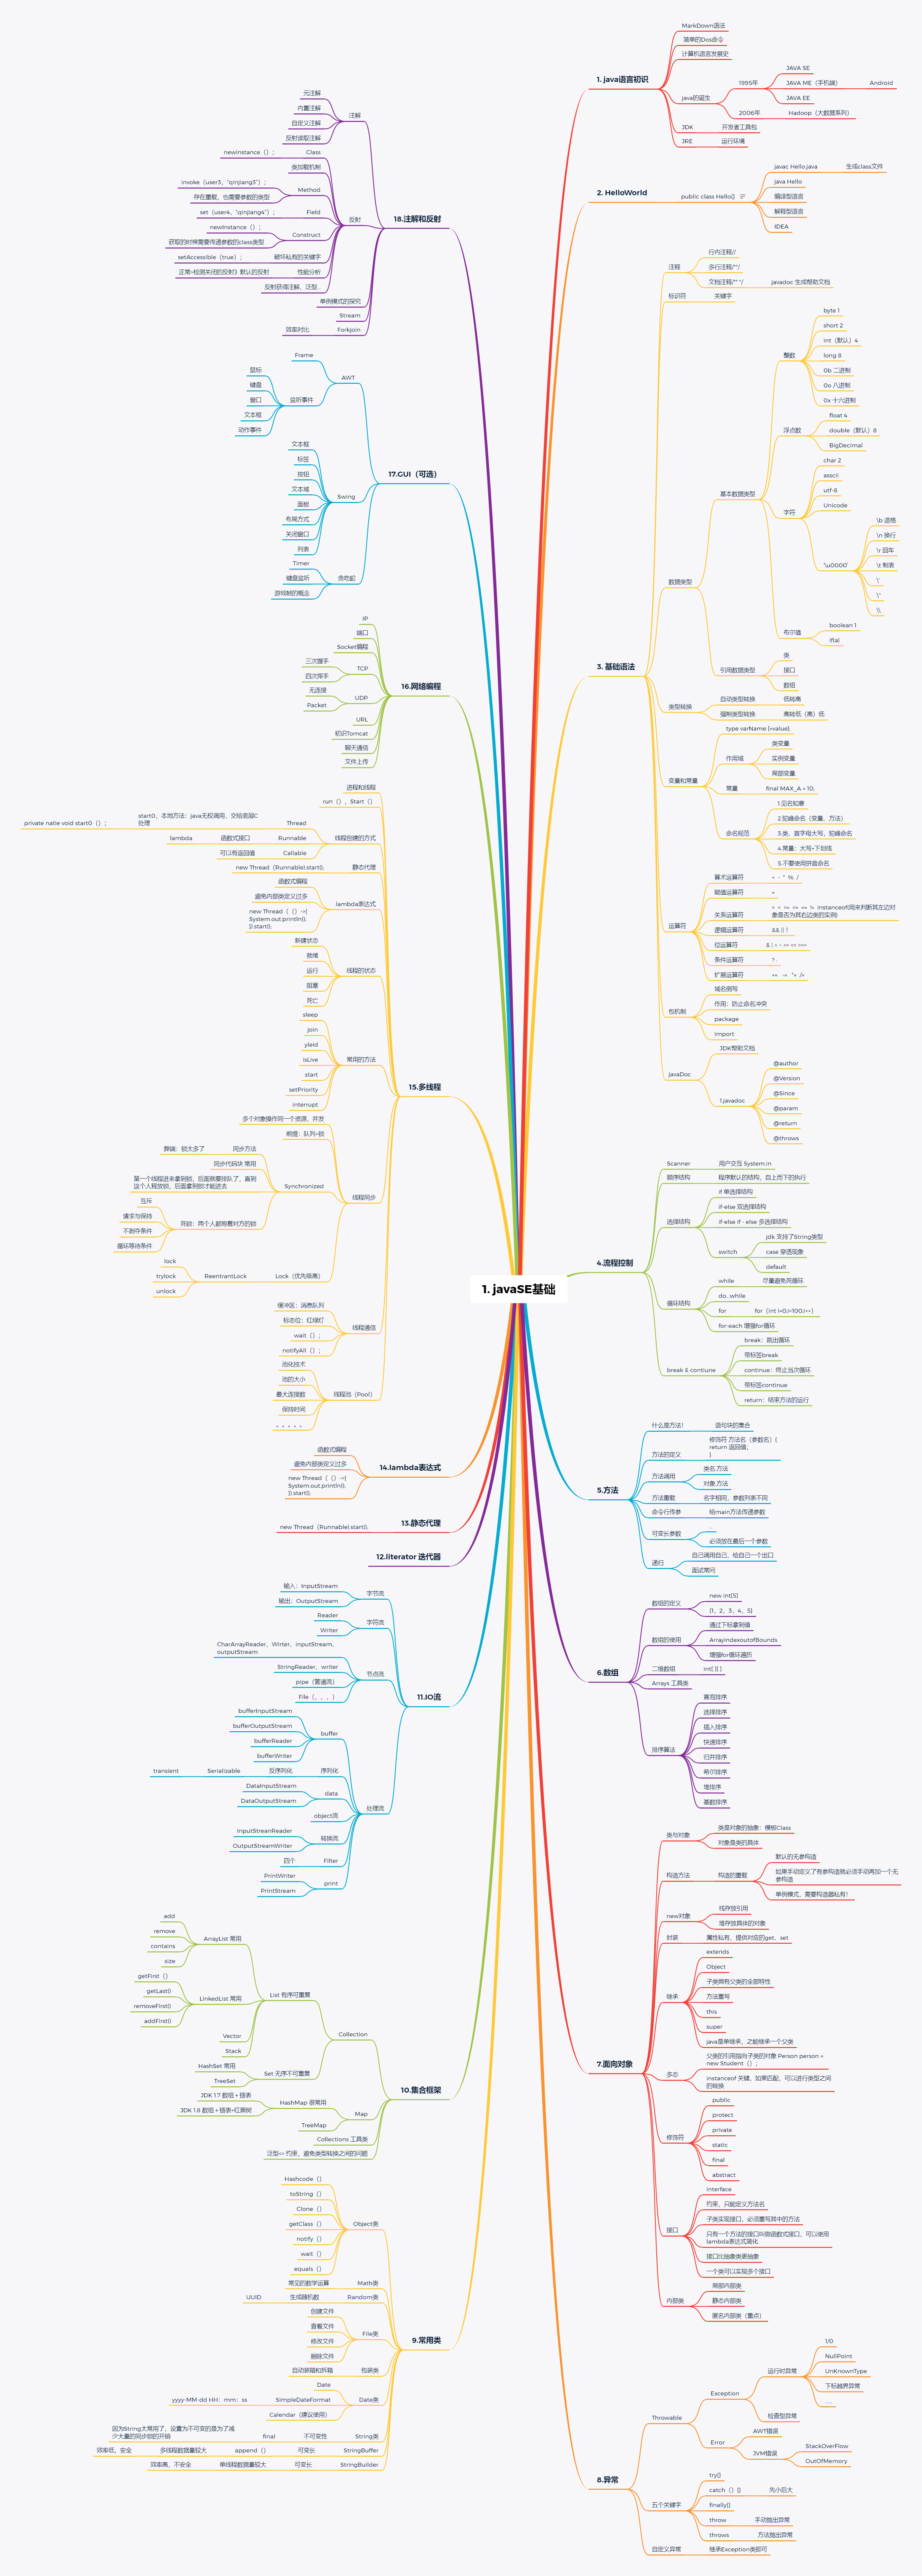 1. javaSE基础
1. java语言初识
MarkDown语法
简单的Dos命令
计算机语言发展史
java的诞生
1995年
JAVA SE
JAVA ME（手机端）
Android
JAVA EE
2006年
Hadoop（大数据系列）
JDK
开发者工具包
JRE
运行环境
2. HelloWorld
public class Hello{}
javac Hello.java
生成class文件
java Hello
编译型语言
解释型语言
IDEA
3. 基础语法
注释
行内注释//
多行注释/**/
文档注释/** */
javadoc 生成帮助文档
标识符
关键字
数据类型
基本数据类型
整数
byte 1
short 2
int（默认）4
long 8
0b 二进制
0o 八进制
0x 十六进制
浮点数
float 4
double（默认）8
BigDecimal
字符
char 2
asscii
utf-8
Unicode
'\u0000'
\b 退格
\n 换行
\r 回车
\t 制表
\'
\"
\\
布尔值
boolean 1
if(a)
引用数据类型
类
接口
数组
类型转换
自动类型转换
低转高
强制类型转换
高转低（高）低
变量和常量
type varName [=value];
作用域
类变量
实例变量
局部变量
常量
final MAX_A = 10;
命名规范
1.见名知意
2.驼峰命名（变量，方法）
3.类，首字母大写，驼峰命名
4.常量：大写+下划线
5.不要使用拼音命名
运算符
算术运算符
+ - * % /
赋值运算符
=
关系运算符
> < >= <= == != instanceof(用来判断其左边对
象是否为其右边类的实例)
逻辑运算符
&& || !
位运算符
& | ^ ~ >> << >>>
条件运算符
? :
扩展运算符
+= -= *= /=
包机制
域名倒写
作用：防止命名冲突
package
import
javaDoc
JDK帮助文档
1.javadoc
@author
@Version
@Since
@param
@return
@throws
4.流程控制
Scanner
用户交互 System.in
顺序结构
程序默认的结构，自上而下的执行
选择结构
if 单选择结构
if-else 双选择结构
if-else if - else 多选择结构
switch
jdk 支持了String类型
case 穿透现象
default
循环结构
while
尽量避免死循环
do...while
for
for（int i=0;i<100;i++）
for-each 增强for循环
break & contiune
break：跳出循环
带标签break
continue：终止当次循环
带标签continue
return：结束方法的运行
5.方法
什么是方法！
语句块的集合
方法的定义
修饰符 方法名（参数名）{
return 返回值；
}
方法调用
类名.方法
对象.方法
方法重载
名字相同，参数列表不同
命令行传参
给main方法传递参数
可变长参数
...
必须放在最后一个参数
递归
自己调用自己，给自己一个出口
面试常问
6.数组
数组的定义
new int[5]
{1，2，3，4，5}
数组的使用
通过下标拿到值
ArrayindexoutofBounds
增强for循环遍历
二维数组
int[ ][ ]
Arrays 工具类
排序算法
冒泡排序
选择排序
插入排序
快速排序
归并排序
希尔排序
堆排序
基数排序
7.面向对象
类与对象
类是对象的抽象：模板Class
对象是类的具体
构造方法
构造的重载
默认的无参构造
如果手动定义了有参构造就必须手动再加一个无
参构造
单例模式，需要构造器私有！
new对象
栈存放引用
堆存放具体的对象
封装
属性私有，提供对应的get，set
继承
extends
Object
子类拥有父类的全部特性
方法重写
this
super
java是单继承，之能继承一个父类
多态
父类的引用指向子类的对象 Person person =
new Student（）；
instanceof 关键，如果匹配，可以进行类型之间
的转换
修饰符
public
protect
private
static
final
abstract
接口
interface
约束，只能定义方法名
子类实现接口，必须重写其中的方法
只有一个方法的接口叫做函数式接口，可以使用
lambda表达式简化
接口比抽象类更抽象
一个类可以实现多个接口
内部类
局部内部类
静态内部类
匿名内部类（重点）
8.异常
Throwable
Exception
运行时异常
1/0
NullPoint
UnKnownType
下标越界异常
......
检查型异常
Error
AWT错误
JVM错误
StackOverFlow
OutOfMemory
五个关键字
try{}
catch（）{}
先小后大
finally{}
throw
手动抛出异常
throws
方法抛出异常
自定义异常
继承Exception类即可
18.注解和反射
注解
元注解
内置注解
自定义注解
反射读取注解
反射
Class
newInstance（）；
类加载机制
Method
invoke（user3，"qinjiang3"）；
存在重载，也需要参数的类型
Field
set（user4，"qinjiang4"）；
Construct
newInstance（）；
获取的时候需要传递参数的class类型
破坏私有的关键字
setAccessible（true）；
性能分析
正常>检测关闭的反射》默认的反射
反射获得注解，泛型...
单例模式的探究
Stream
Forkjoin
效率对比
17.GUI（可选）
AWT
Frame
监听事件
鼠标
键盘
窗口
文本框
动作事件
Swing
文本框
标签
按钮
文本域
面板
布局方式
关闭窗口
列表
贪吃蛇
Timer
键盘监听
游戏帧的概念
16.网络编程
IP
端口
Socket编程
TCP
三次握手
四次挥手
UDP
无连接
Packet
URL
初识Tomcat
聊天通信
文件上传
15.多线程
进程和线程
run（），Start（）
线程创建的方式
Thread
start0，本地方法：java无权调用，交给底层C
处理
private natie void start0（）；
Runnable
函数式接口
lambda
Callable
可以有返回值
静态代理
new Thread（Runnable).start();
lambda表达式
函数式编程
避免内部类定义过多
new Thread（（）->{
System.out.println();
}).start();
线程的状态
新建状态
就绪
运行
阻塞
死亡
常用的方法
sleep
join
yleid
isLive
start
setPriority
interrupt
线程同步
多个对象操作同一个资源，并发
前提：队列+锁
Synchronized
同步方法
弊端：锁太多了
同步代码块 常用
第一个线程进来拿到锁，后面就要排队了，直到
这个人释放锁，后面拿到锁才能进去
死锁：两个人都抱着对方的锁
互斥
请求与保持
不剥夺条件
循环等待条件
Lock（优先级高）
ReentrantLock
lock
trylock
unlock
线程通信
缓冲区：消息队列
标志位：红绿灯
wait（）；
notifyAll（）；
线程池（Pool）
池化技术
池的大小
最大连接数
保持时间
。。。。。
14.lambda表达式
函数式编程
避免内部类定义过多
new Thread（（）->{
System.out.println();
}).start();
13.静态代理
new Thread（Runnable).start();
12.Iiterator 迭代器
11.IO流
字节流
输入：InputStream
输出：OutputStream
字符流
Reader
Writer
节点流
CharArrayReader，Wirter，inputStream，
outputStream
StringReader，writer
pipe（管道流）
File（，，，）
处理流
buffer
bufferInputStream
bufferOutputStream
bufferReader
bufferWriter
序列化
反序列化
Serializable
transient
data
DataInputStream
DataOutputStream
object流
转换流
InputStreanReader
OutputStreamWriter
Filter
四个
print
PrintWriter
PrintStream
10.集合框架
Collection
List 有序可重复
ArrayList 常用
add
remove
contains
size
LinkedList 常用
getFirst（）
getLast()
removeFirst()
addFirst()
Vector
Stack
Set 无序不可重复
HashSet 常用
TreeSet
Map
HashMap 很常用
JDK 1.7 数组 + 链表
JDK 1.8 数组 + 链表+红黑树
TreeMap
Collections 工具类
泛型<> 约束，避免类型转换之间的问题
9.常用类
Object类
Hashcode（）
toString（）
Clone（）
getClass（）
notify（）
wait（）
equals（）
Math类
常见的数学运算
Random类
生成随机数
UUID
File类
创建文件
查看文件
修改文件
删除文件
包装类
自动装箱和拆箱
Date类
Date
SimpleDateFormat
yyyy-MM-dd HH：mm：ss
Calendar（建议使用）
String类
不可变性
final
因为String太常用了，设置为不可变的是为了减
少大量的同步锁的开销
StringBuffer
可变长
append（）
多线程数据量较大
效率低，安全
StringBuilder
可变长
单线程数据量较大
效率高，不安全